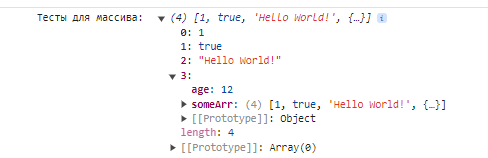 Тесты для массива: ▼ (4) [1, true, 'Hello World!', {…}] i
0: 1
1: true
2: "Hello World!"
▼ 3:
age: 12
▶ someArr: (4) [1, true, 'Hello World!', {…}]
▶ [[Prototype]]: Object
length: 4
▶ [[Prototype]]: Array(0)